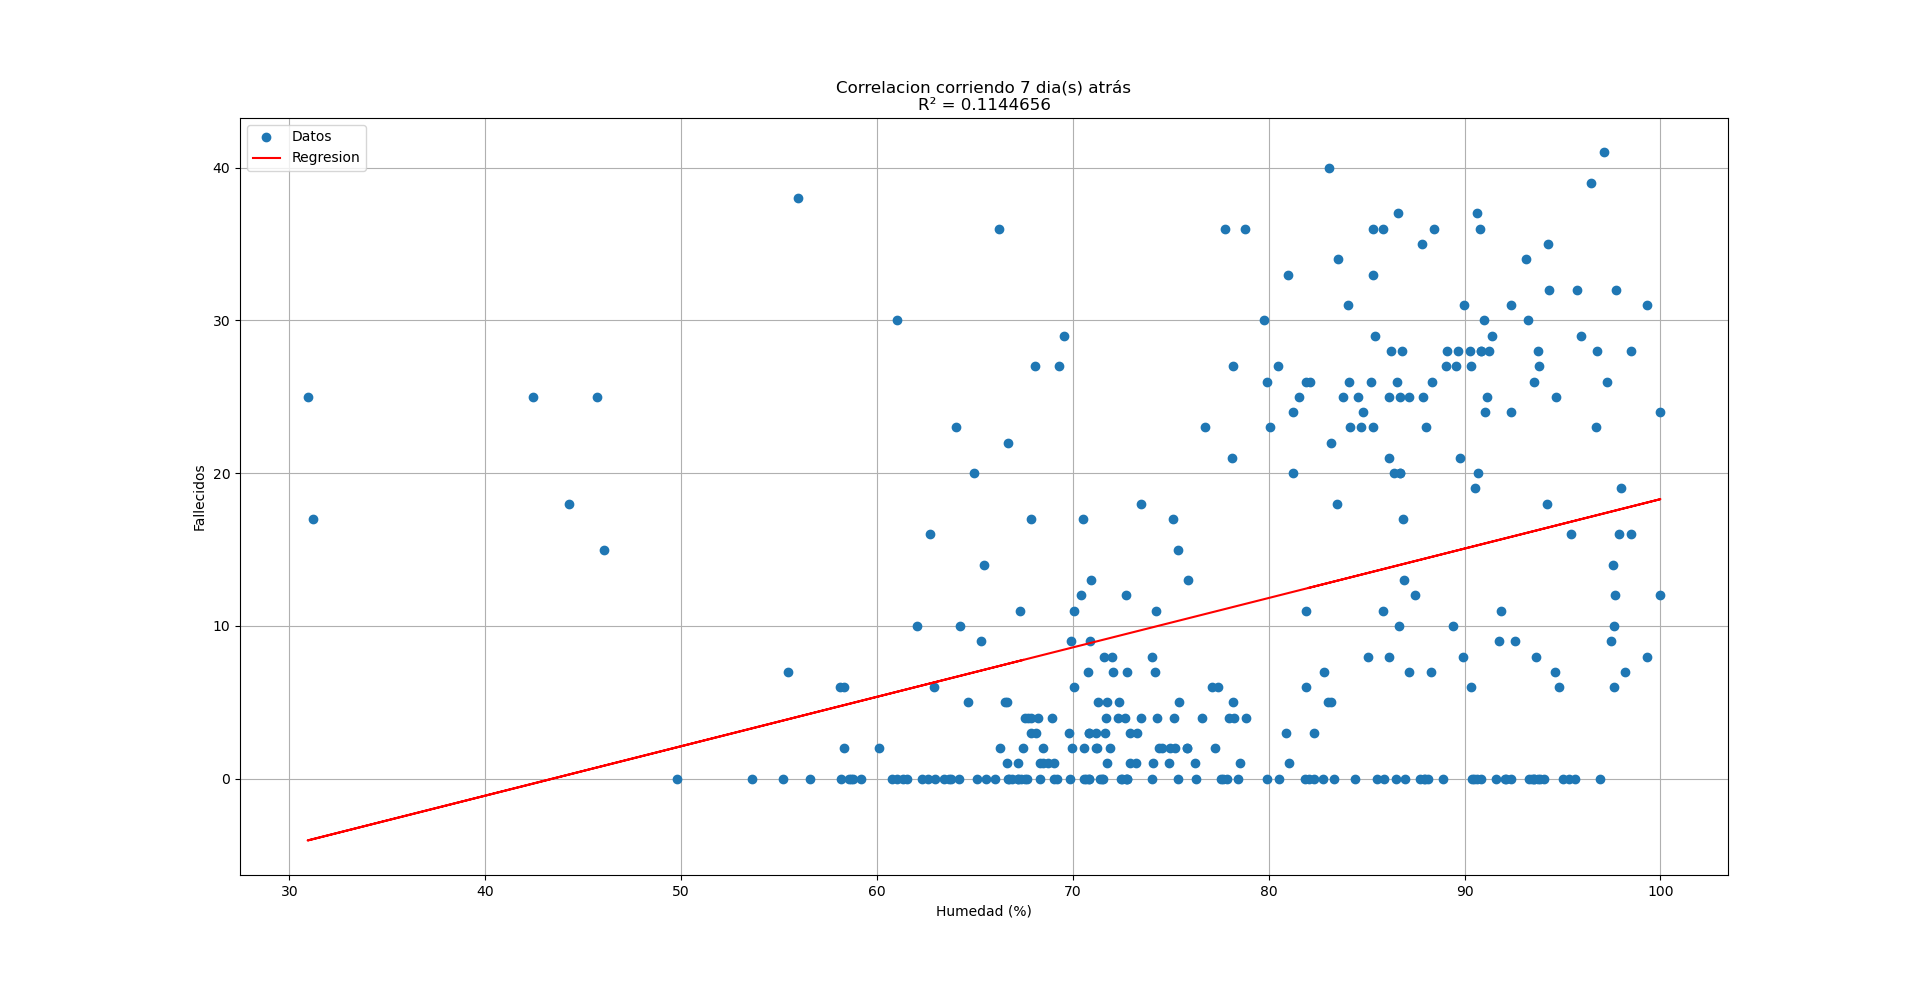 Correlacion corriendo 7 dia(s) atrás
R² = 0.1144656
Datos
Regresion
40
30
20
10
0
Fallecidos
30 40 50 60 70 80 90 100
Humedad (%)